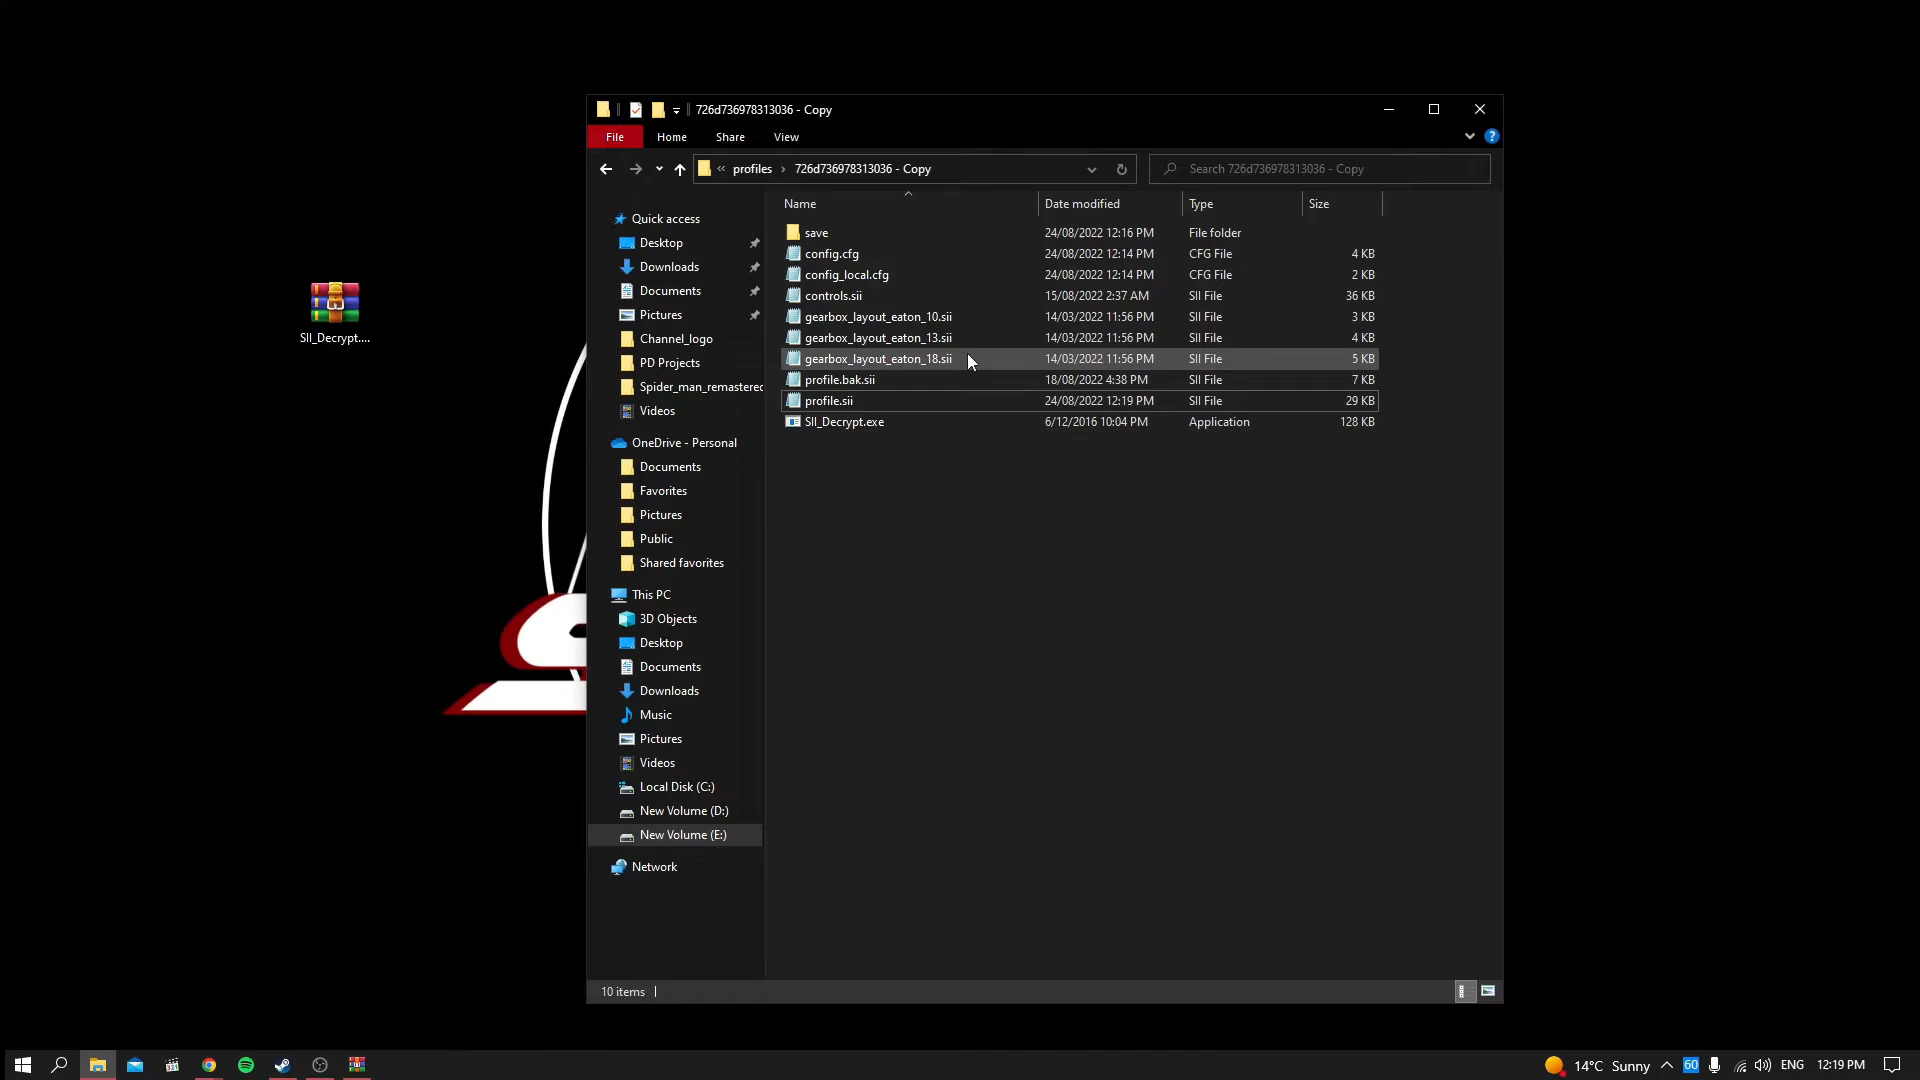 726d736978313036 - Copy
File Home Share View
« profiles › 726d736978313036 - Copy
Search 726d736978313036 - Copy
Name Date modified Type Size
save 24/08/2022 12:16 PM File folder
config.cfg 24/08/2022 12:14 PM CFG File 4 KB
config_local.cfg 24/08/2022 12:14 PM CFG File 2 KB
controls.sii 15/08/2022 2:37 AM SII File 36 KB
gearbox_layout_eaton_10.sii 14/03/2022 11:56 PM SII File 3 KB
gearbox_layout_eaton_13.sii 14/03/2022 11:56 PM SII File 4 KB
gearbox_layout_eaton_18.sii 14/03/2022 11:56 PM SII File 5 KB
profile.bak.sii 18/08/2022 4:38 PM SII File 7 KB
profile.sii 24/08/2022 12:19 PM SII File 29 KB
SII_Decrypt.exe 6/12/2016 10:04 PM Application 128 KB
Quick access
Desktop
Downloads
Documents
Pictures
Channel_logo
PD Projects
Spider_man_remastered
Videos
OneDrive - Personal
Documents
Favorites
Pictures
Public
Shared favorites
This PC
3D Objects
Desktop
Documents
Downloads
Music
Pictures
Videos
Local Disk (C:)
New Volume (D:)
New Volume (E:)
Network
10 items
SII_Decrypt....
14°C Sunny
60
ENG
12:19 PM